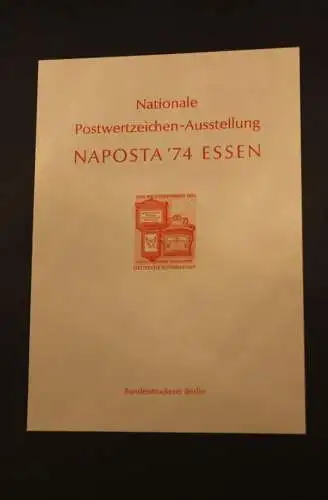 Nationale
Postwertzeichen-Ausstellung
NAPOSTA '74 ESSEN
Bundesdruckerei Berlin